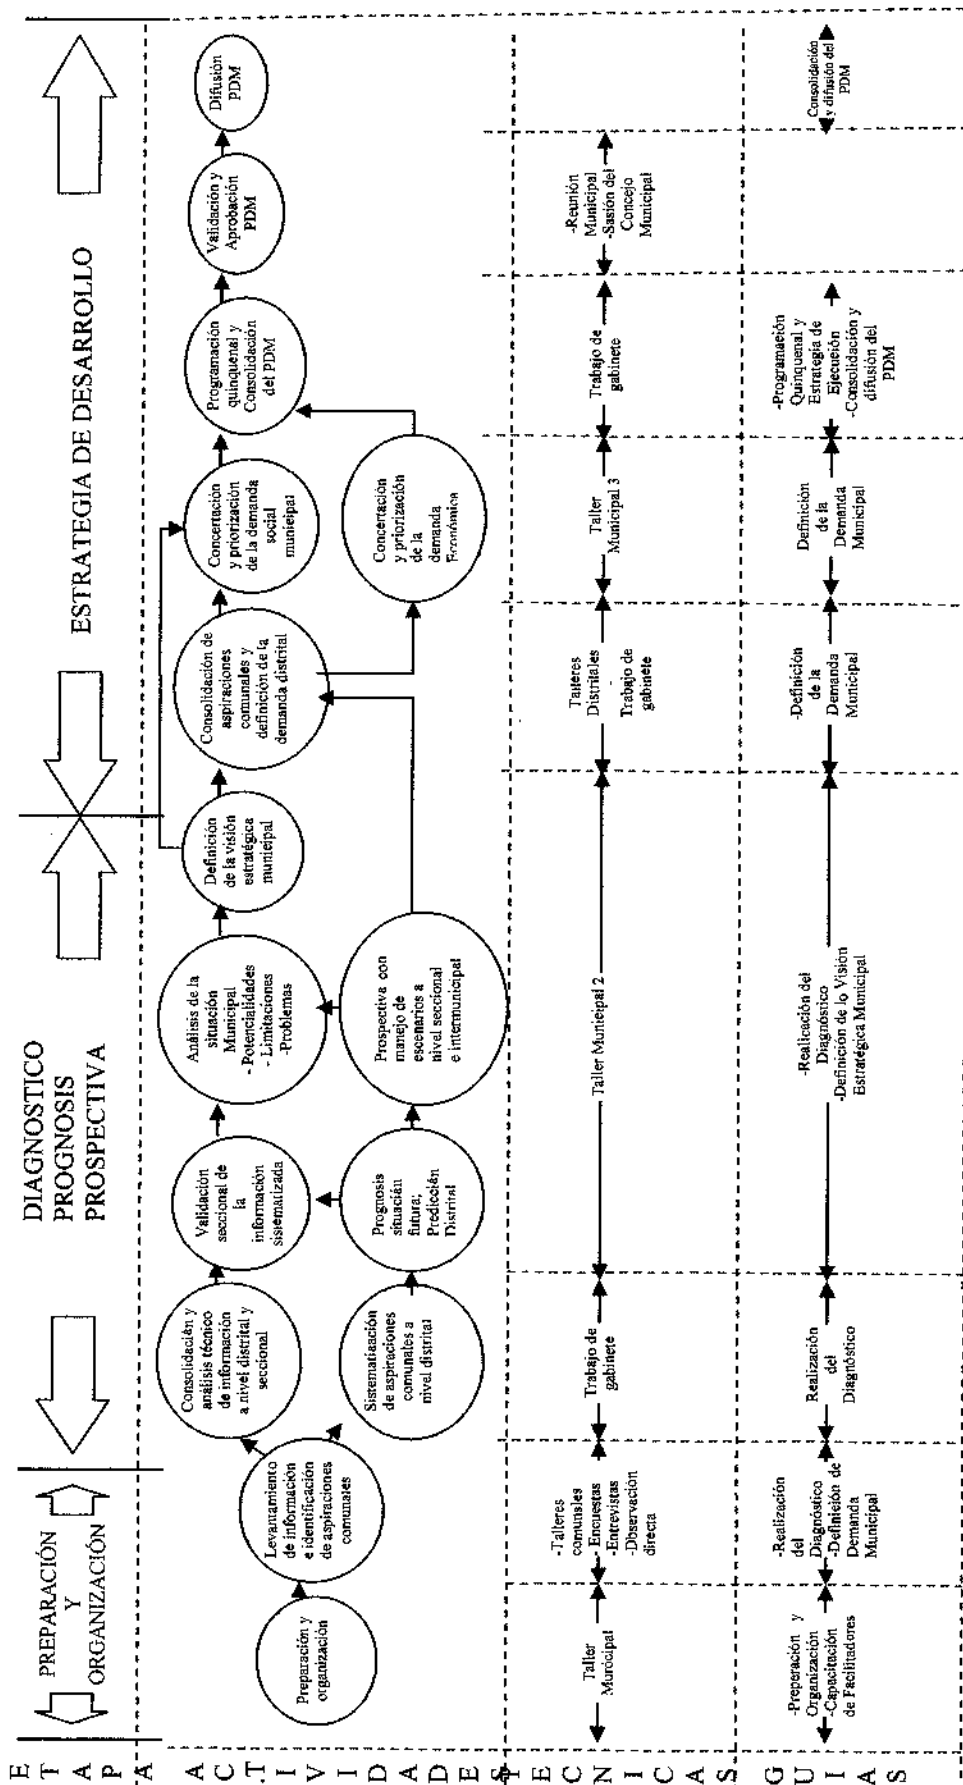 E T A P A
PREPARACIÓN
Y
ORGANIZACIÓN
DIAGNOSTICO
PROGNOSIS
PROSPECTIVA
ESTRATEGIA DE DESARROLLO
A C .T I V I D A D E S
Preparación y
organización
Levantamiento
de información
e identificación
de aspiraciones
comunales
Consolidación y
análisis técnico
de información
a nivel distrital y
seccional
Sistematización
de aspiraciones
comunales a
nivel distrital
Validación
seccional de
la
información
sistematizada
Prognosis
situación
futura;
Predicción
Distrital
Análisis de la
situación
Municipal
- Potencialidades
- Limitaciones
-Problemas
Prospectiva con
manejo de
escenarios a
nivel seccional
e intermunicipal
Definición
de la visión
estratégica
municipal
Consolidación de
aspiraciones
comunales y
definición de la
demanda distrital
Concertación
y priorización
de la demanda
social
municipal
Concertación
y priorización
de la
demanda
Económica
Programación
quinquenal y
Consolidación
del PDM
Validación y
Aprobación
PDM
Difusión
PDM
T E C N I C A S
Taller
Municipal
-Talleres
comunales
- Encuestas
-Entrevistas
-Observación
directa
Trabajo de
gabinete
Taller Municipal 2
Talleres
Distritales
Trabajo de
gabinete
Taller
Municipal 3
Trabajo de
gabinete
-Reunión
Municipal
-Sasión del
Concejo
Municipal
G U I A S
-Preparación y
Organización
-Capacitación
de Facilitadores
-Realización
del
Diagnóstico
-Definición de
Demanda
Municipal
Realización
del
Diagnóstico
-Realicación del
Diagnóstico
-Definición de lo Visión
Estratégica Municipal
-Definición
de la
Demanda
Municipal
Definición
de la
Demanda
Municipal
-Programación
Quinquenal y
Estrategia de
Ejecución
-Consolidación y
difusión del
PDM
Consolidación
y difusión del
PDM